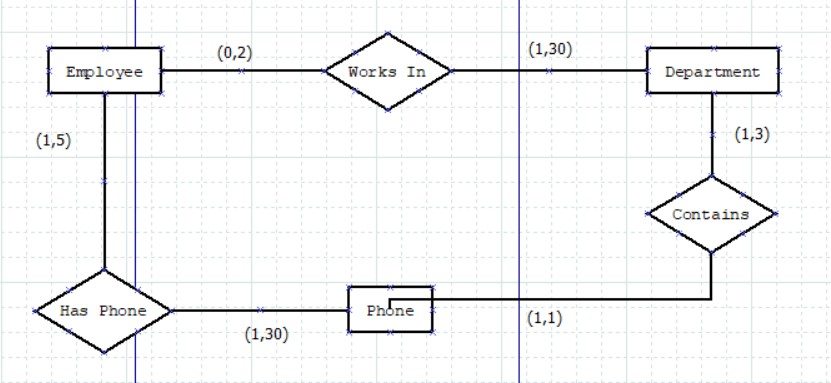 (0,2)
(1,30)
Employee
Works In
Department
(1,5)
(1,3)
Contains
Has Phone
Phone
(1,1)
(1,30)